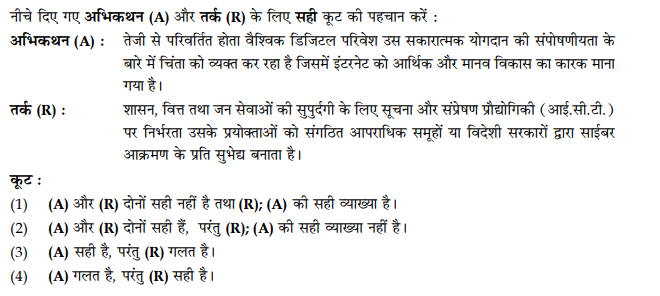 नीचे दिए गए अभिकथन (A) और तर्क (R) के लिए सही कूट की पहचान करें :
अभिकथन (A) : तेजी से परिवर्तित होता वैश्विक डिजिटल परिवेश उस सकारात्मक योगदान की संपोषणीयता के
बारे में चिंता को व्यक्त कर रहा है जिसमें इंटरनेट को आर्थिक और मानव विकास का कारक माना
गया है।
तर्क (R) : शासन, वित्त तथा जन सेवाओं की सुपुर्दगी के लिए सूचना और संप्रेषण प्रौद्योगिकी (आई.सी.टी.)
पर निर्भरता उसके प्रयोक्ताओं को संगठित आपराधिक समूहों या विदेशी सरकारों द्वारा साईबर
आक्रमण के प्रति सुभेद्य बनाता है।
कूट :
(1) (A) और (R) दोनों सही नहीं है तथा (R); (A) की सही व्याख्या है।
(2) (A) और (R) दोनों सही हैं, परंतु (R); (A) की सही व्याख्या नहीं है।
(3) (A) सही है, परंतु (R) गलत है।
(4) (A) गलत है, परंतु (R) सही है।